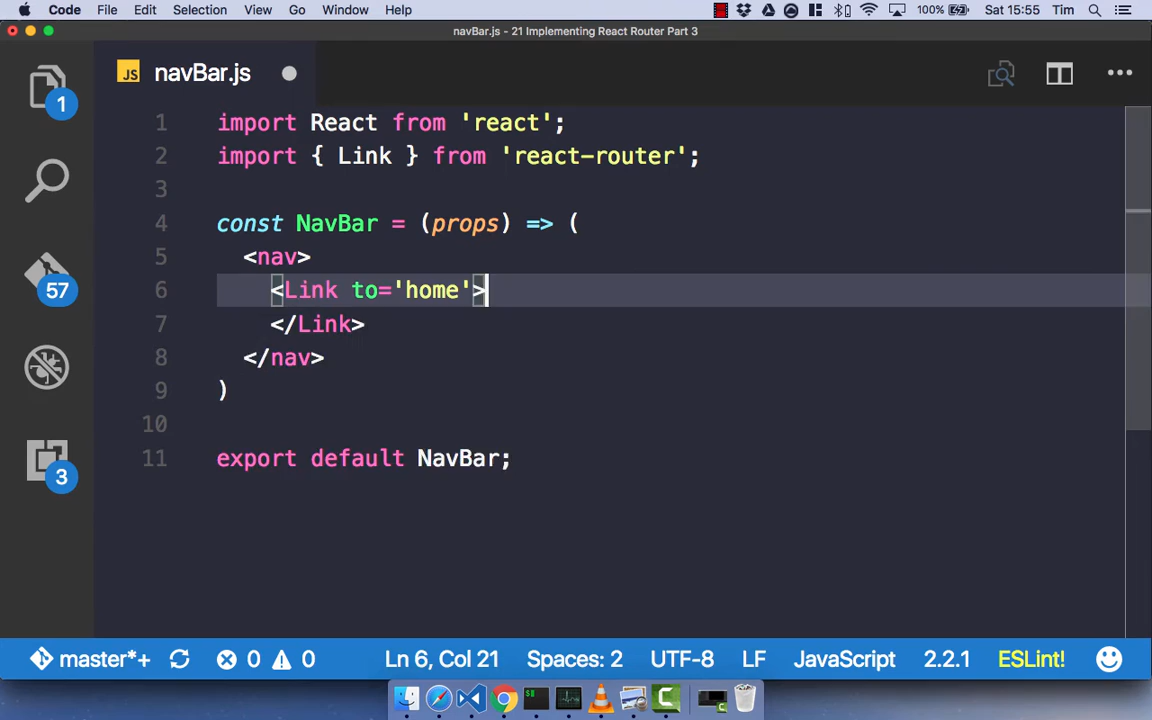 Code File Edit Selection View Go Window Help 100% Sat 15:55 Tim
navBar.js - 21 Implementing React Router Part 3
JS navBar.js
1 import React from 'react';
2 import { Link } from 'react-router';
3
4 const NavBar = (props) => (
5 <nav>
6 <Link to='home'>
7 </Link>
8 </nav>
9 )
10
11 export default NavBar;
1
57
3
master*+ 0 0 Ln 6, Col 21 Spaces: 2 UTF-8 LF JavaScript 2.2.1 ESLint!